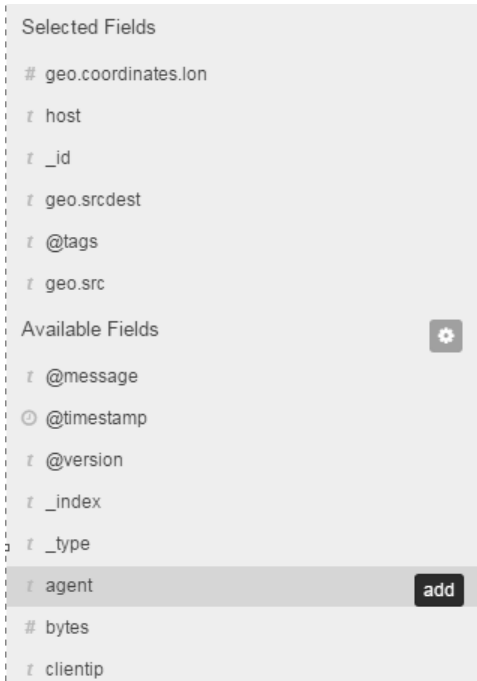 Selected Fields
# geo.coordinates.lon
t host
t _id
t geo.srcdest
t @tags
t geo.src
Available Fields
t @message
@timestamp
t @version
t _index
t _type
t agent add
# bytes
t clientip